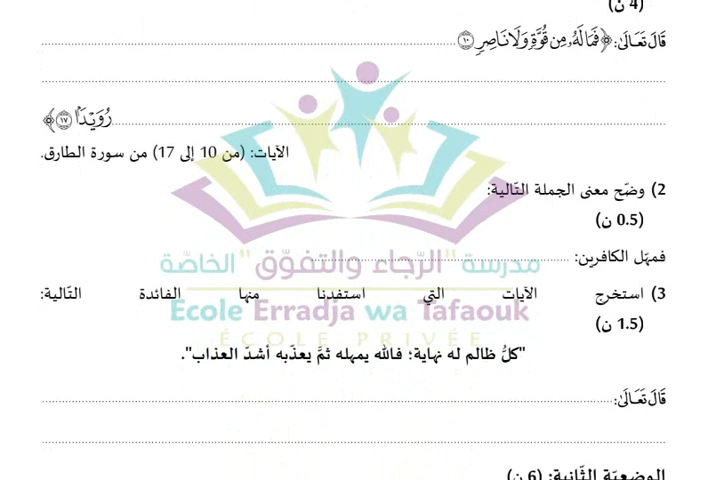 (4 ن)
قَالَ تَعَالَىٰ: ﴿فَمَا لَهُۥ مِن قُوَّةٍ وَلَا نَاصِرٍ ١٠
رُوَيْدًۢا ١٧﴾
الآيات: (من 10 إلى 17) من سورة الطارق.
2) وضّح معنى الجملة التّالية:
(0.5 ن)
فمهّل الكافرين:
مدرسة "الرّجاء والتفوّق" الخاصّة
3) استخرج الآيات التّي استفدنا منها الفائدة التّالية:
Ecole Erradja wa Tafaouk
(1.5 ن)
ÉCOLE PRIVÉE
"كلُّ ظالم له نهاية؛ فالله يمهله ثمَّ يعذّبه أشدّ العذاب".
قَالَ تَعَالَىٰ:
الوضعيّة الثّانية: (6 ن)